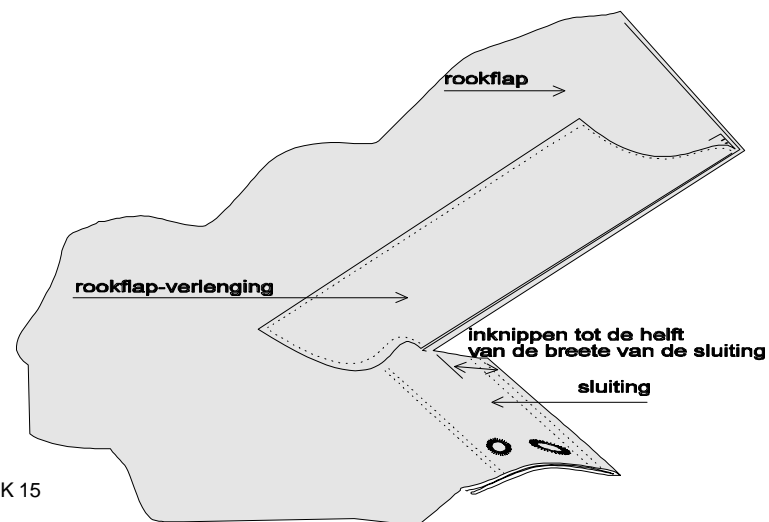 rookflap
rookflap-verlenging
inknippen tot de helft
van de breete van de sluiting
sluiting
K 15